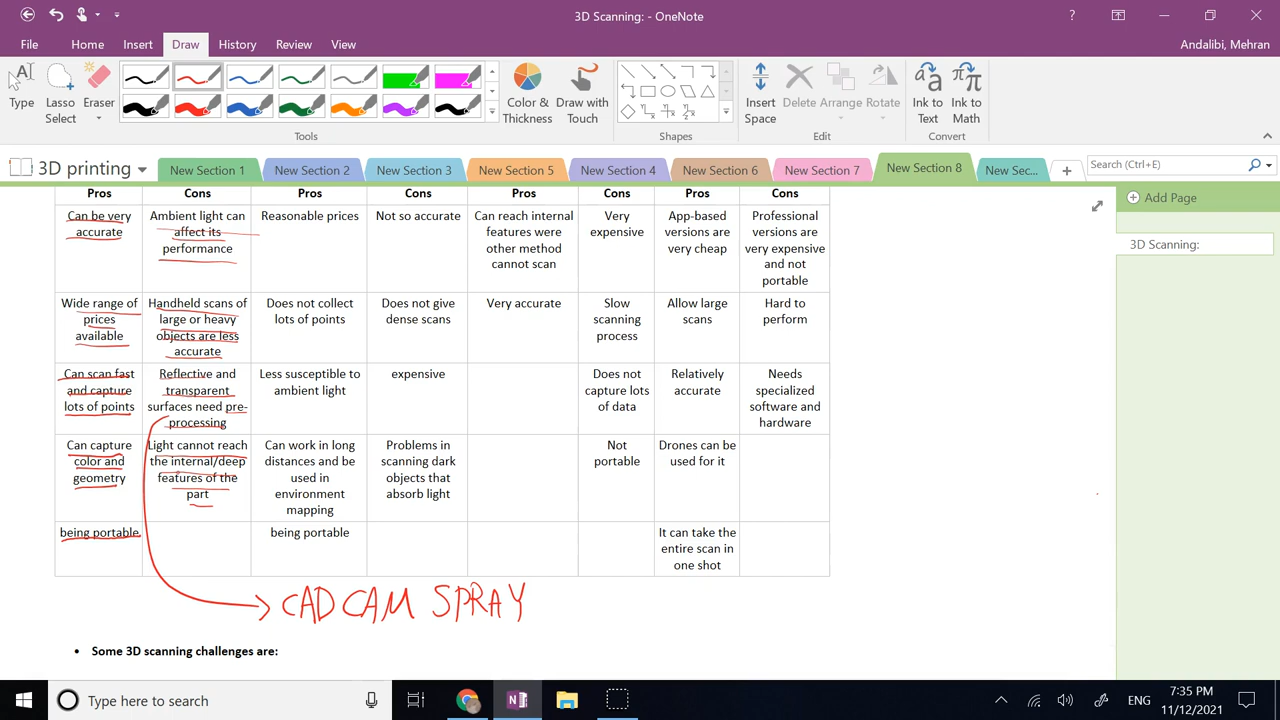 3D Scanning: - OneNote
?
File Home Insert Draw History Review View
Andalibi, Mehran
Type
Lasso Select
Eraser
Color & Thickness
Draw with Touch
Insert Space
Delete
Arrange
Rotate
Ink to Text
Ink to Math
Tools
Shapes
Edit
Convert
3D printing
New Section 1
New Section 2
New Section 3
New Section 5
New Section 4
New Section 6
New Section 7
New Section 8
New Sec...
Search (Ctrl+E)
Add Page
3D Scanning:
Pros Cons Pros Cons Pros Cons Pros Cons
Can be very
accurate
Ambient light can
affect its
performance
Reasonable prices
Not so accurate
Can reach internal
features were
other method
cannot scan
Very
expensive
App-based
versions are
very cheap
Professional
versions are
very expensive
and not
portable
Wide range of
prices
available
Handheld scans of
large or heavy
objects are less
accurate
Does not collect
lots of points
Does not give
dense scans
Very accurate
Slow
scanning
process
Allow large
scans
Hard to
perform
Can scan fast
and capture
lots of points
Reflective and
transparent
surfaces need pre-
processing
Less susceptible to
ambient light
expensive
Does not
capture lots
of data
Relatively
accurate
Needs
specialized
software and
hardware
Can capture
color and
geometry
Light cannot reach
the internal/deep
features of the
part
Can work in long
distances and be
used in
environment
mapping
Problems in
scanning dark
objects that
absorb light
Not
portable
Drones can be
used for it
being portable
being portable
It can take the
entire scan in
one shot
CADCAM SPRAY
• Some 3D scanning challenges are:
Type here to search
ENG
7:35 PM
11/12/2021